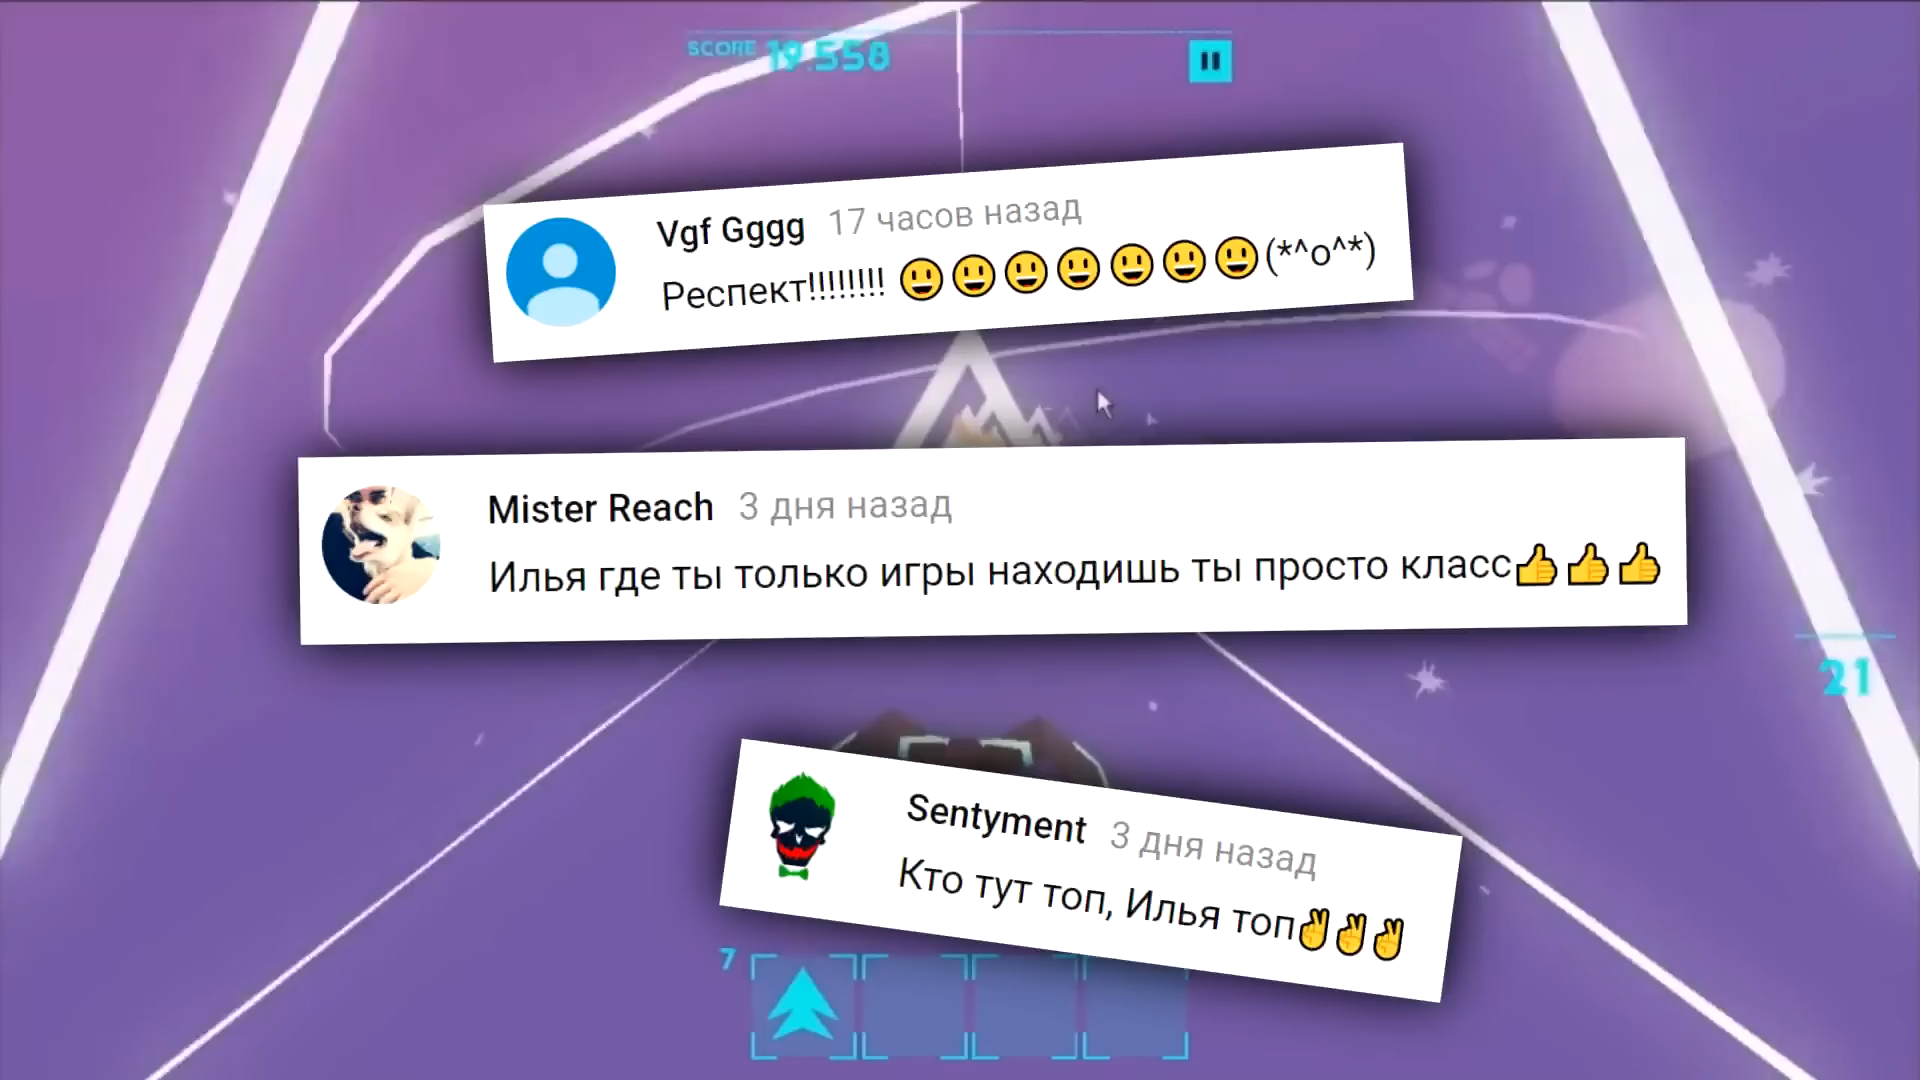 SCORE 19.558
Vgf Gggg 17 часов назад
Респект!!!!!!!! 😃😃😃😃😃😃😃(*^o^*)
Mister Reach 3 дня назад
Илья где ты только игры находишь ты просто класс👍👍👍
21
Sentyment 3 дня назад
Кто тут топ, Илья топ✌✌✌
7